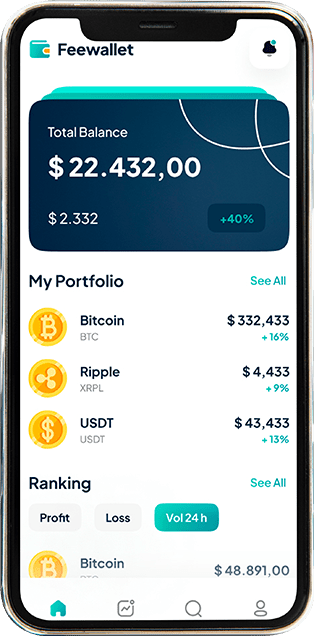 Feewallet
Total Balance
$ 22.432,00
$ 2.332 +40%
My Portfolio See All
Bitcoin $ 332,433
BTC + 16%
Ripple $ 4,433
XRPL + 9%
USDT $ 43,433
USDT + 13%
Ranking See All
Profit Loss Vol 24 h
Bitcoin $ 48.891,00